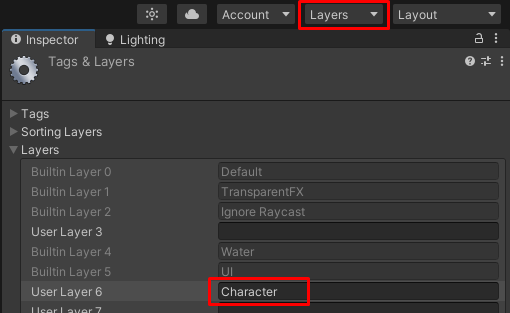 Account Layers Layout
Inspector Lighting
Tags & Layers
Tags
Sorting Layers
Layers
Builtin Layer 0 Default
Builtin Layer 1 TransparentFX
Builtin Layer 2 Ignore Raycast
User Layer 3
Builtin Layer 4 Water
Builtin Layer 5 UI
User Layer 6 Character
User Layer 7